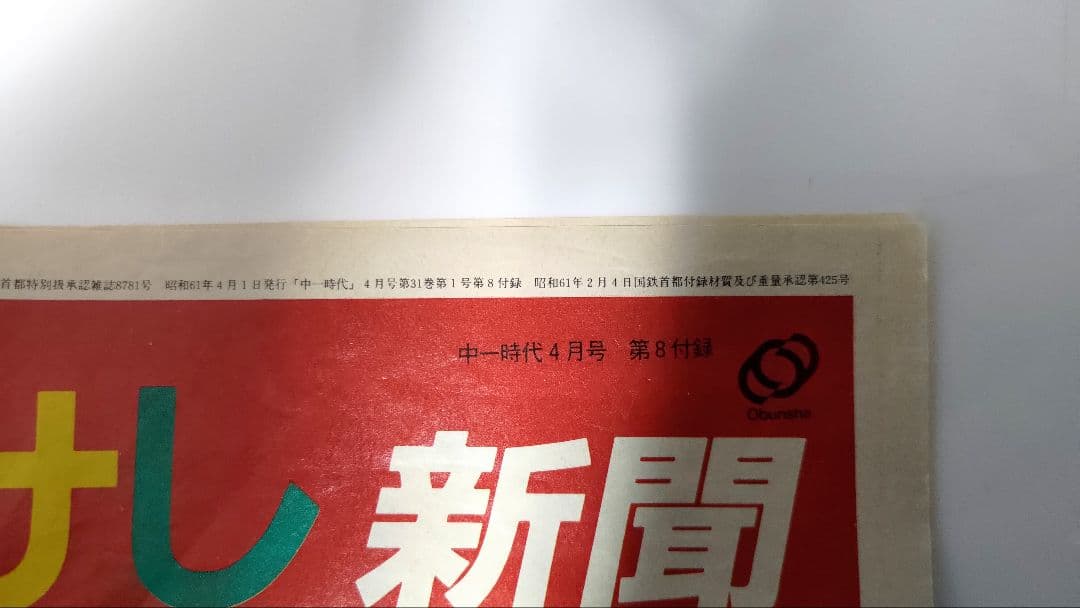 首都特別扱承認雑誌8781号　昭和61年4月1日発行「中一時代」4月号第31巻第1号第8付録　昭和61年2月4日国鉄首都付録材質及び重量承認第425号
中一時代4月号　第8付録
Obunsha
けし新聞